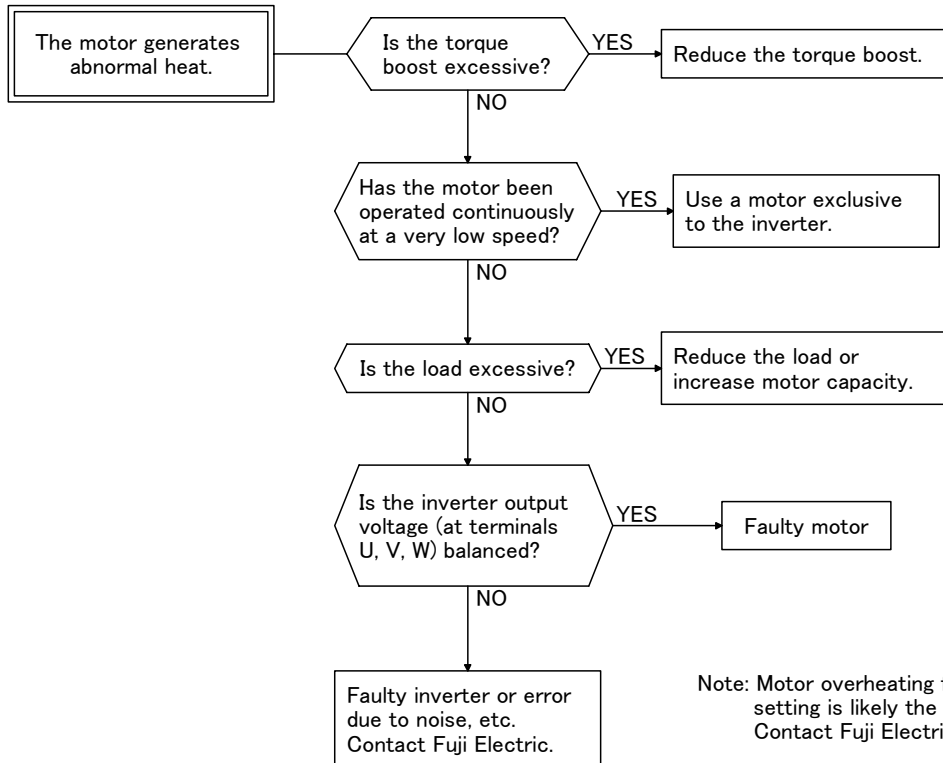 The motor generates
abnormal heat.
Is the torque
boost excessive?
YES
Reduce the torque boost.
NO
Has the motor been
operated continuously
at a very low speed?
YES
Use a motor exclusive
to the inverter.
NO
Is the load excessive?
YES
Reduce the load or
increase motor capacity.
NO
Is the inverter output
voltage (at terminals
U, V, W) balanced?
YES
Faulty motor
NO
Faulty inverter or error
due to noise, etc.
Contact Fuji Electric.
Note: Motor overheating
setting is likely the
Contact Fuji